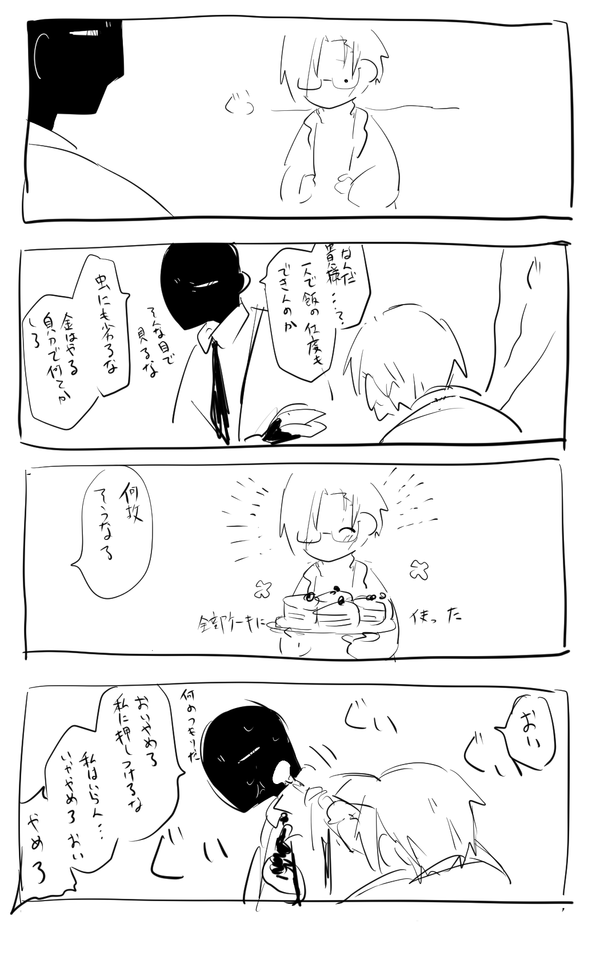 ぐぅ
なんだ
貴様…?
一人で飯の仕度も
できんのか
そんな目で
見るな
虫にも劣るな
金はやる
自分で何とか
しろ
何故
そうなる
全部ケーキに
使った
おい
ぐい
ぐい
何のつもりだ
おいやめろ
私に押しつけるな
私はいらん…
いややめろおい
やめろ
ぐい